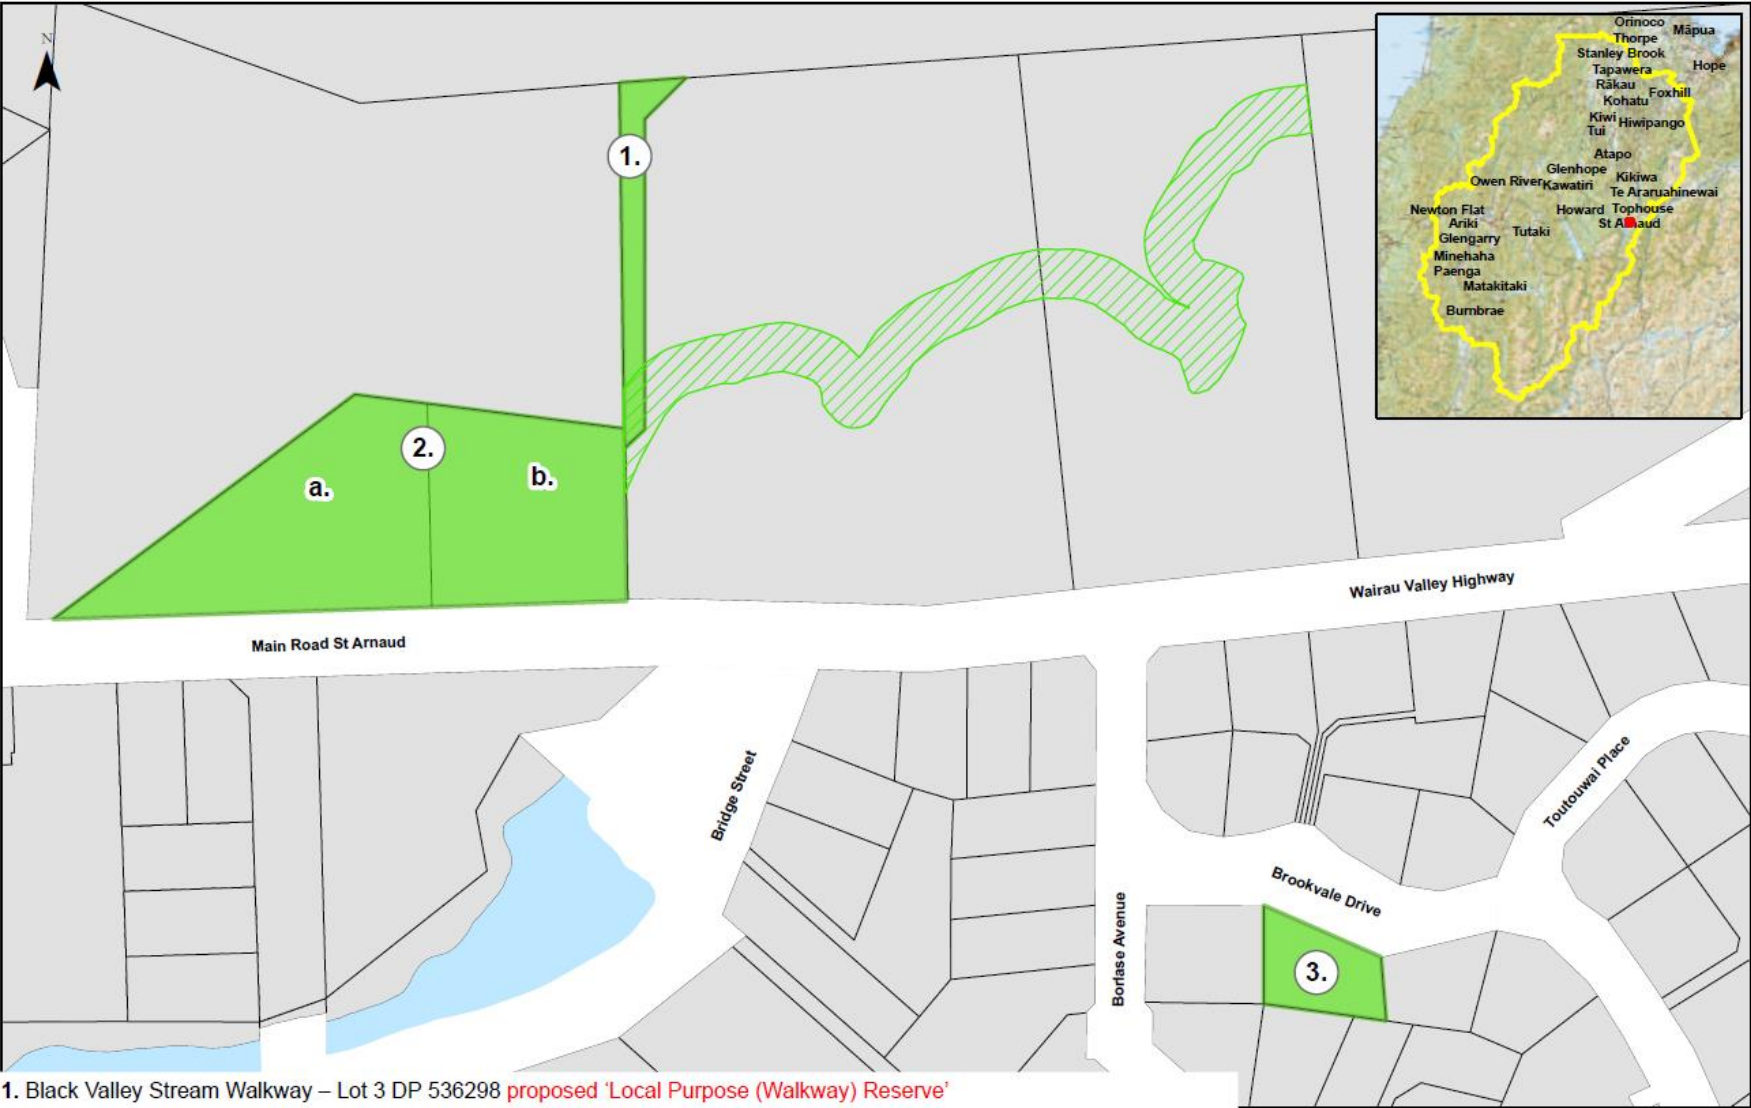 N
Orinoco
Māpua
Thorpe
Stanley Brook
Hope
Tapawera
Rākau
Foxhill
Kohatu
Kiwi
Hiwipango
Tui
Atapo
Glenhope
Kikiwa
Owen River
Kawatiri
Te Araruahinewai
Newton Flat
Howard
Tophouse
Ariki
St Arnaud
Tutaki
Glengarry
Minehaha
Paenga
Matakitaki
Burnbrae
1.
2.
a.
b.
Wairau Valley Highway
Main Road St Arnaud
Bridge Street
Toutouwai Place
Brookvale Drive
Borlase Avenue
3.
1. Black Valley Stream Walkway – Lot 3 DP 536298 proposed ‘Local Purpose (Walkway) Reserve’